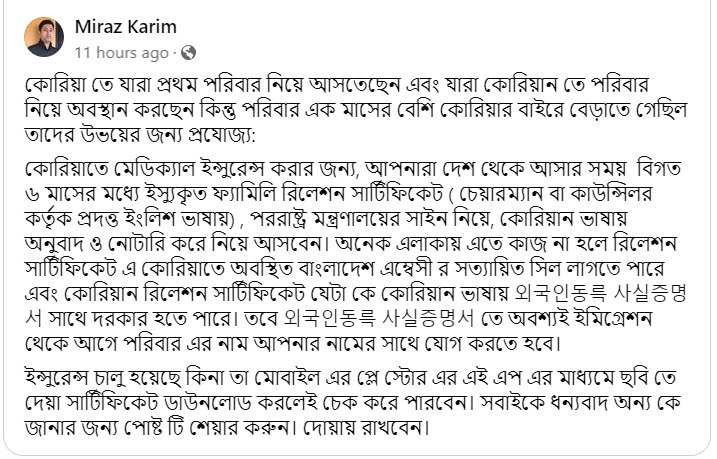 Miraz Karim
11 hours ago ·
কোরিয়া তে যারা প্রথম পরিবার নিয়ে আসতেছেন এবং যারা কোরিয়ান তে পরিবার
নিয়ে অবস্থান করছেন কিন্তু পরিবার এক মাসের বেশি কোরিয়ার বাইরে বেড়াতে গেছিল
তাদের উভয়ের জন্য প্রযোজ্য:
কোরিয়াতে মেডিক্যাল ইন্সুরেন্স করার জন্য, আপনারা দেশ থেকে আসার সময় বিগত
৬ মাসের মধ্যে ইস্যুকৃত ফ্যামিলি রিলেশন সার্টিফিকেট ( চেয়ারম্যান বা কাউন্সিলর
কর্তৃক প্রদত্ত ইংলিশ ভাষায়) , পররাষ্ট্র মন্ত্রণালয়ের সাইন নিয়ে, কোরিয়ান ভাষায়
অনুবাদ ও নোটারি করে নিয়ে আসবেন। অনেক এলাকায় এতে কাজ না হলে রিলেশন
সার্টিফিকেট এ কোরিয়াতে অবস্থিত বাংলাদেশ এম্বেসী র সত্যায়িত সিল লাগতে পারে
এবং কোরিয়ান রিলেশন সার্টিফিকেট যেটা কে কোরিয়ান ভাষায় 외국인동륵 사실증명
서 সাথে দরকার হতে পারে। তবে 외국인동륵 사실증명서 তে অবশ্যই ইমিগ্রেশন
থেকে আগে পরিবার এর নাম আপনার নামের সাথে যোগ করতে হবে।
ইন্সুরেন্স চালু হয়েছে কিনা তা মোবাইল এর প্লে স্টোর এর এই এপ এর মাধ্যমে ছবি তে
দেয়া সার্টিফিকেট ডাউনলোড করলেই চেক করে পারবেন। সবাইকে ধন্যবাদ অন্য কে
জানার জন্য পোষ্ট টি শেয়ার করুন। দোয়ায় রাখবেন।